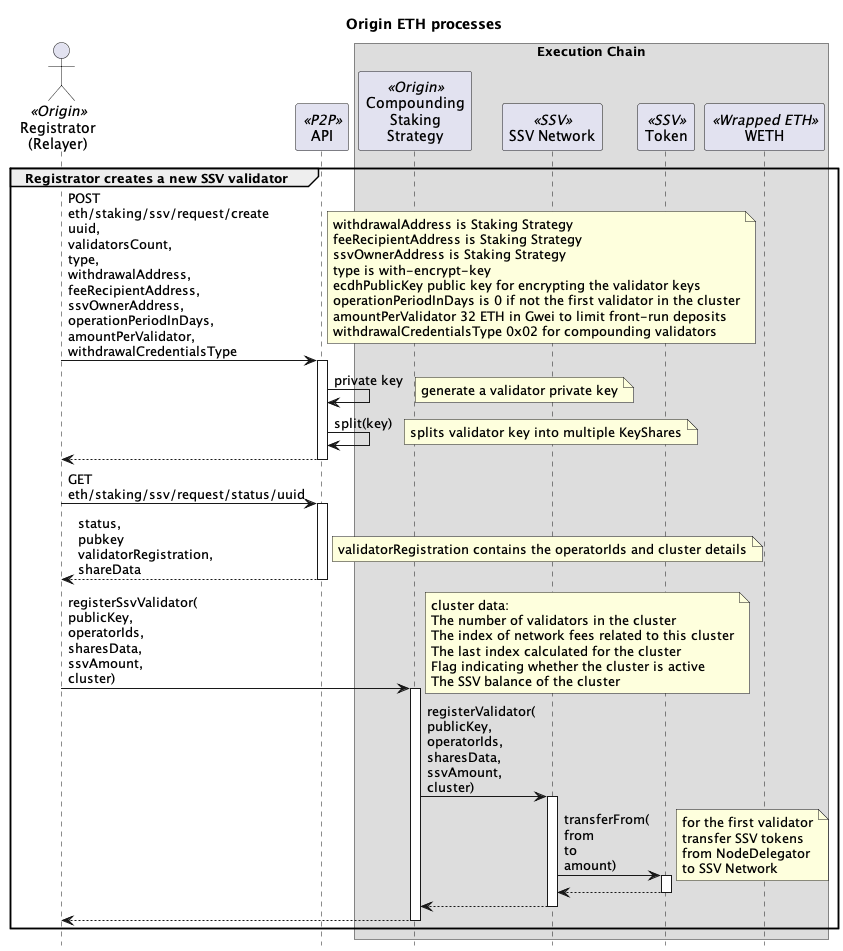 Origin ETH processes
Execution Chain
«Origin»
Registrator
(Relayer)
«P2P»
API
«Origin»
Compounding
Staking
Strategy
«SSV»
SSV Network
«SSV»
Token
«Wrapped ETH»
WETH
Registrator creates a new SSV validator
POST
eth/staking/ssv/request/create
uuid,
validatorsCount,
type,
withdrawalAddress,
feeRecipientAddress,
ssvOwnerAddress,
operationPeriodInDays,
amountPerValidator,
withdrawalCredentialsType
withdrawalAddress is Staking Strategy
feeRecipientAddress is Staking Strategy
ssvOwnerAddress is Staking Strategy
type is with-encrypt-key
ecdhPublicKey public key for encrypting the validator keys
operationPeriodInDays is 0 if not the first validator in the cluster
amountPerValidator 32 ETH in Gwei to limit front-run deposits
withdrawalCredentialsType 0x02 for compounding validators
private key
generate a validator private key
split(key)
splits validator key into multiple KeyShares
GET
eth/staking/ssv/request/status/uuid
status,
pubkey
validatorRegistration,
shareData
validatorRegistration contains the operatorIds and cluster details
registerSsvValidator(
publicKey,
operatorIds,
sharesData,
ssvAmount,
cluster)
cluster data:
The number of validators in the cluster
The index of network fees related to this cluster
The last index calculated for the cluster
Flag indicating whether the cluster is active
The SSV balance of the cluster
registerValidator(
publicKey,
operatorIds,
sharesData,
ssvAmount,
cluster)
transferFrom(
from
to
amount)
for the first validator
transfer SSV tokens
from NodeDelegator
to SSV Network